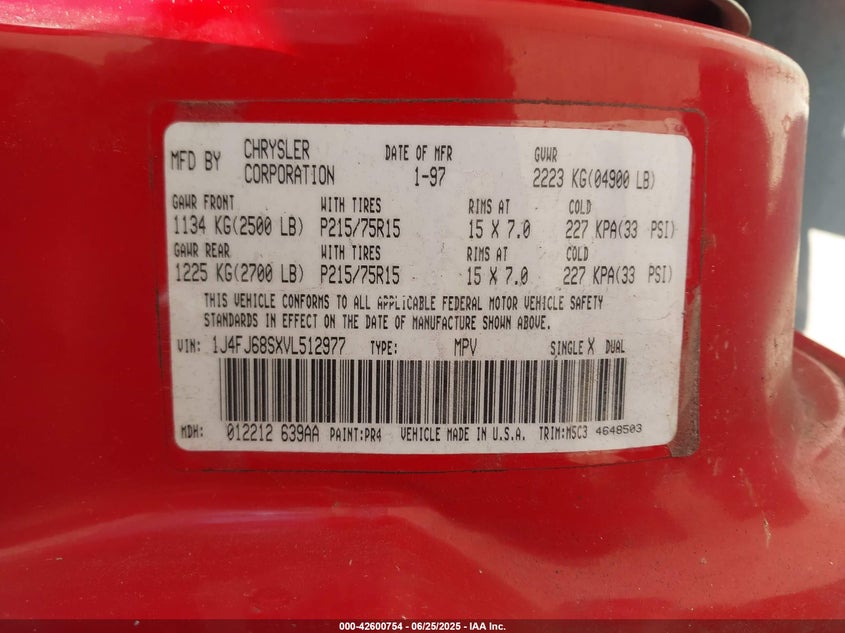 MFD BY CHRYSLER CORPORATION DATE OF MFR 1-97 GVWR 2223 KG(04900 LB)
GAWR FRONT WITH TIRES RIMS AT COLD
1134 KG(2500 LB) P215/75R15 15 X 7.0 227 KPA(33 PSI)
GAWR REAR WITH TIRES RIMS AT COLD
1225 KG(2700 LB) P215/75R15 15 X 7.0 227 KPA(33 PSI)
THIS VEHICLE CONFORMS TO ALL APPLICABLE FEDERAL MOTOR VEHICLE SAFETY
STANDARDS IN EFFECT ON THE DATE OF MANUFACTURE SHOWN ABOVE.
VIN: 1J4FJ68SXVL512977 TYPE: MPV SINGLE X DUAL
MDH: 012212 639AA PAINT:PR4 VEHICLE MADE IN U.S.A. TRIM:M5C3 4648503
000-42600754 / 06/25/2025 - IAA Inc.